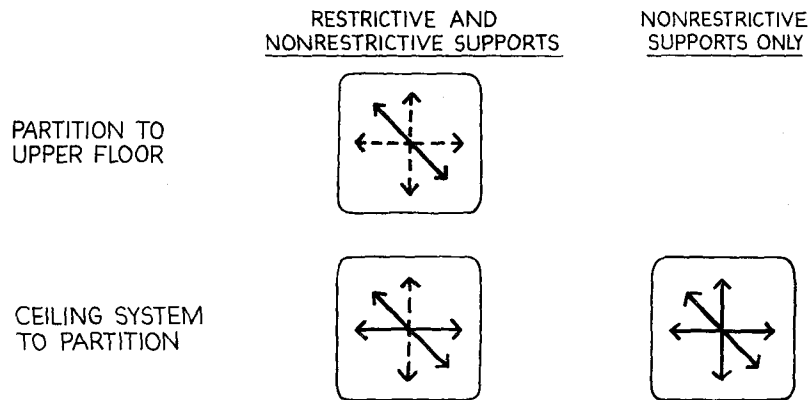 RESTRICTIVE AND
NONRESTRICTIVE SUPPORTS
NONRESTRICTIVE
SUPPORTS ONLY
PARTITION TO
UPPER FLOOR
CEILING SYSTEM
TO PARTITION